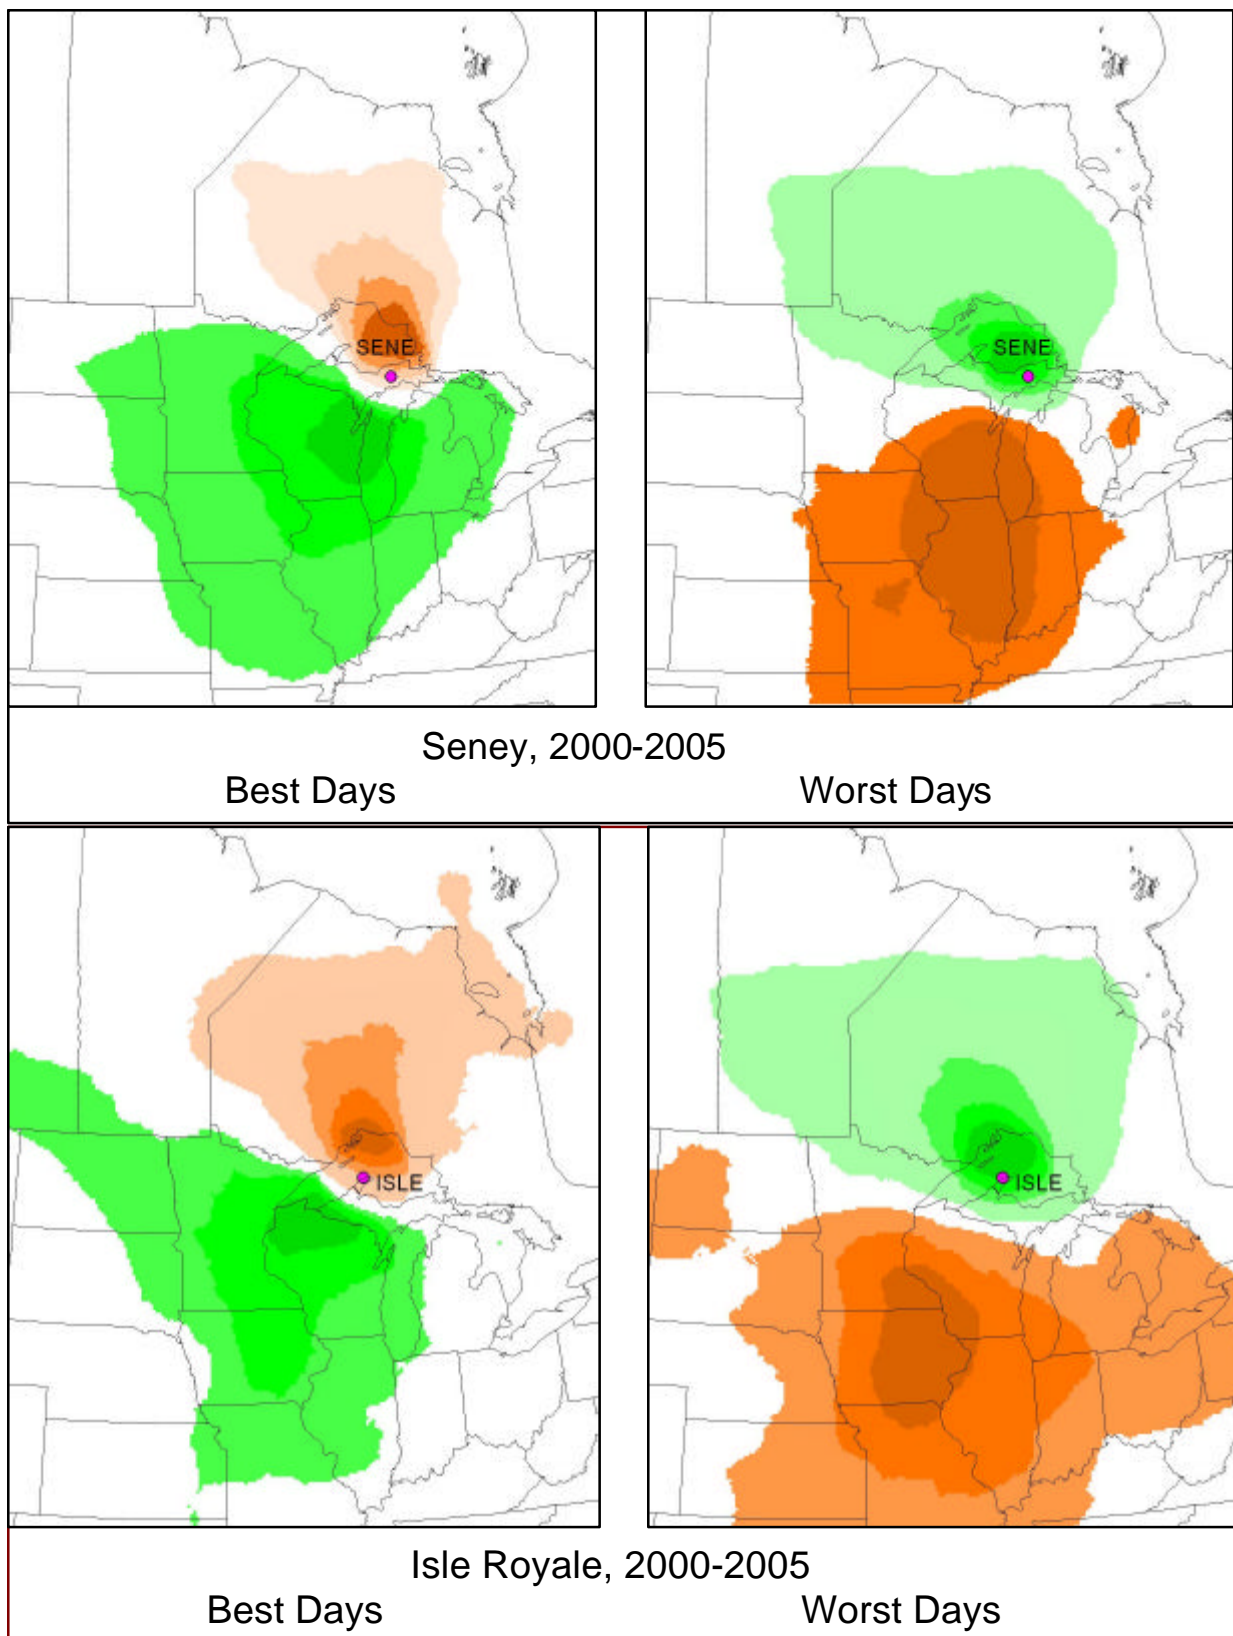 SENE
SENE
Seney, 2000-2005
Best Days
Worst Days
ISLE
ISLE
Isle Royale, 2000-2005
Best Days
Worst Days